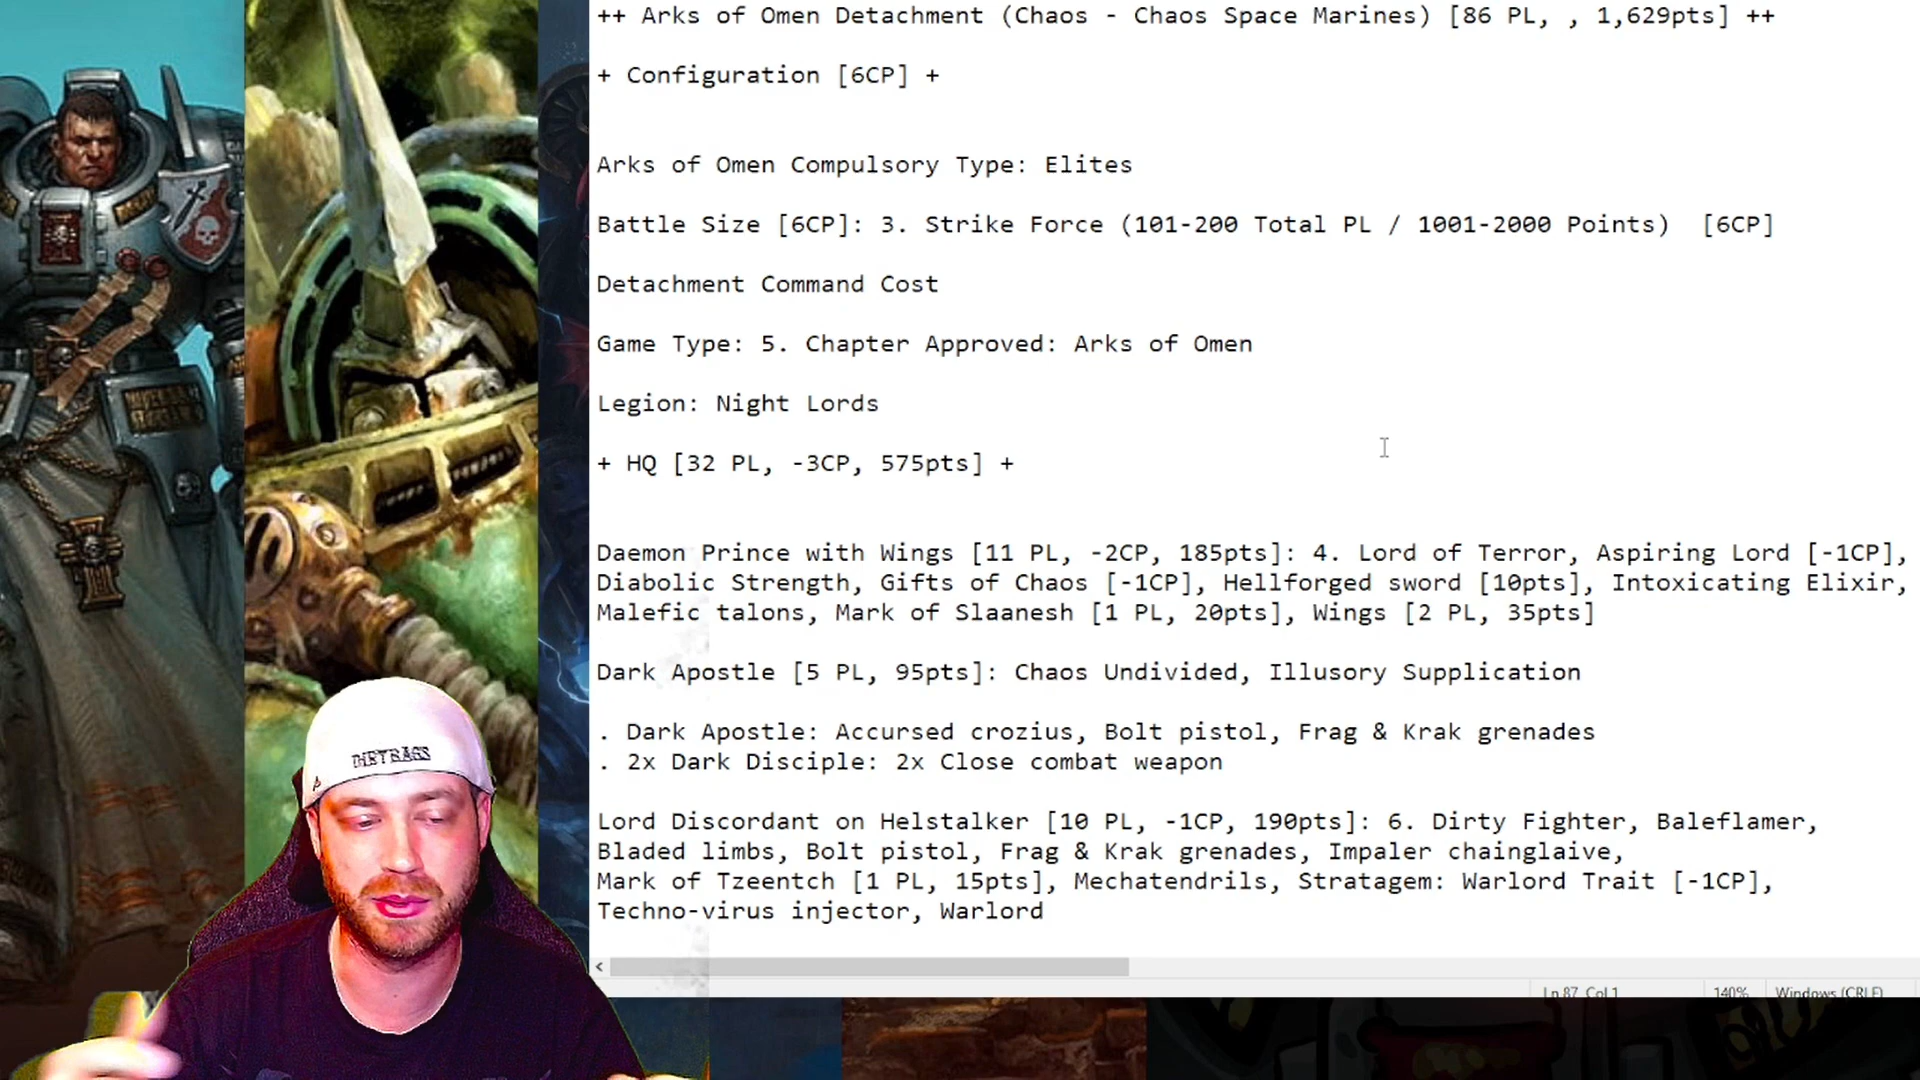 ++ Arks of Omen Detachment (Chaos - Chaos Space Marines) [86 PL, , 1,629pts] ++
+ Configuration [6CP] +
Arks of Omen Compulsory Type: Elites
Battle Size [6CP]: 3. Strike Force (101-200 Total PL / 1001-2000 Points)  [6CP]
Detachment Command Cost
Game Type: 5. Chapter Approved: Arks of Omen
Legion: Night Lords
+ HQ [32 PL, -3CP, 575pts] +
Daemon Prince with Wings [11 PL, -2CP, 185pts]: 4. Lord of Terror, Aspiring Lord [-1CP],
Diabolic Strength, Gifts of Chaos [-1CP], Hellforged sword [10pts], Intoxicating Elixir,
Malefic talons, Mark of Slaanesh [1 PL, 20pts], Wings [2 PL, 35pts]
Dark Apostle [5 PL, 95pts]: Chaos Undivided, Illusory Supplication
. Dark Apostle: Accursed crozius, Bolt pistol, Frag & Krak grenades
. 2x Dark Disciple: 2x Close combat weapon
Lord Discordant on Helstalker [10 PL, -1CP, 190pts]: 6. Dirty Fighter, Baleflamer,
Bladed limbs, Bolt pistol, Frag & Krak grenades, Impaler chainglaive,
Mark of Tzeentch [1 PL, 15pts], Mechatendrils, Stratagem: Warlord Trait [-1CP],
Techno-virus injector, Warlord
Ln 87, Col 1
140%
Windows (CRLF)